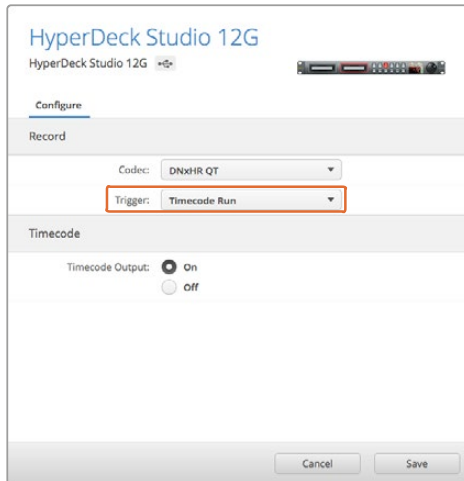 HyperDeck Studio 12G
HyperDeck Studio 12G
Configure
Record
Codec: DNxHR QT
Trigger: Timecode Run
Timecode
Timecode Output: On
Off
Cancel Save